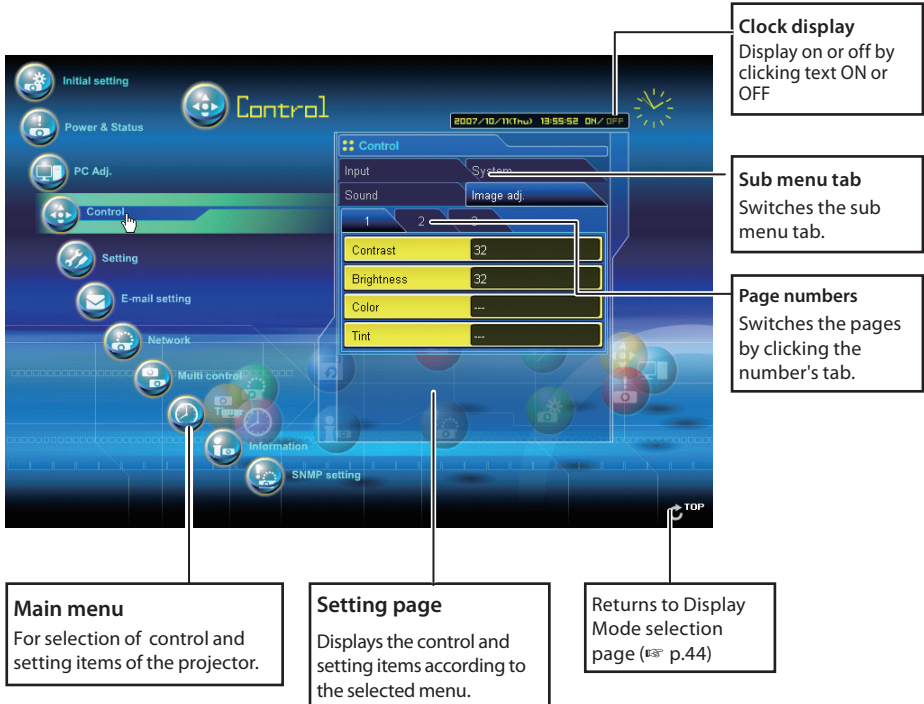 Clock display
Display on or off by
clicking text ON or
OFF
Initial setting
Control
Power & Status
2007/10/11(Thu) 13:55:52 ON/OFF
Control
PC Adj.
Input
System
Sub menu tab
Switches the sub
menu tab.
Sound
Image adj.
Control
1
2
3
Contrast
32
Setting
Brightness
32
E-mail setting
Color
---
Page numbers
Switches the pages
by clicking the
number's tab.
Tint
---
Network
Multi control
Timer
Information
SNMP setting
TOP
Main menu
For selection of control and
setting items of the projector.
Setting page
Displays the control and
setting items according to
the selected menu.
Returns to Display
Mode selection
page (☞ p.44)